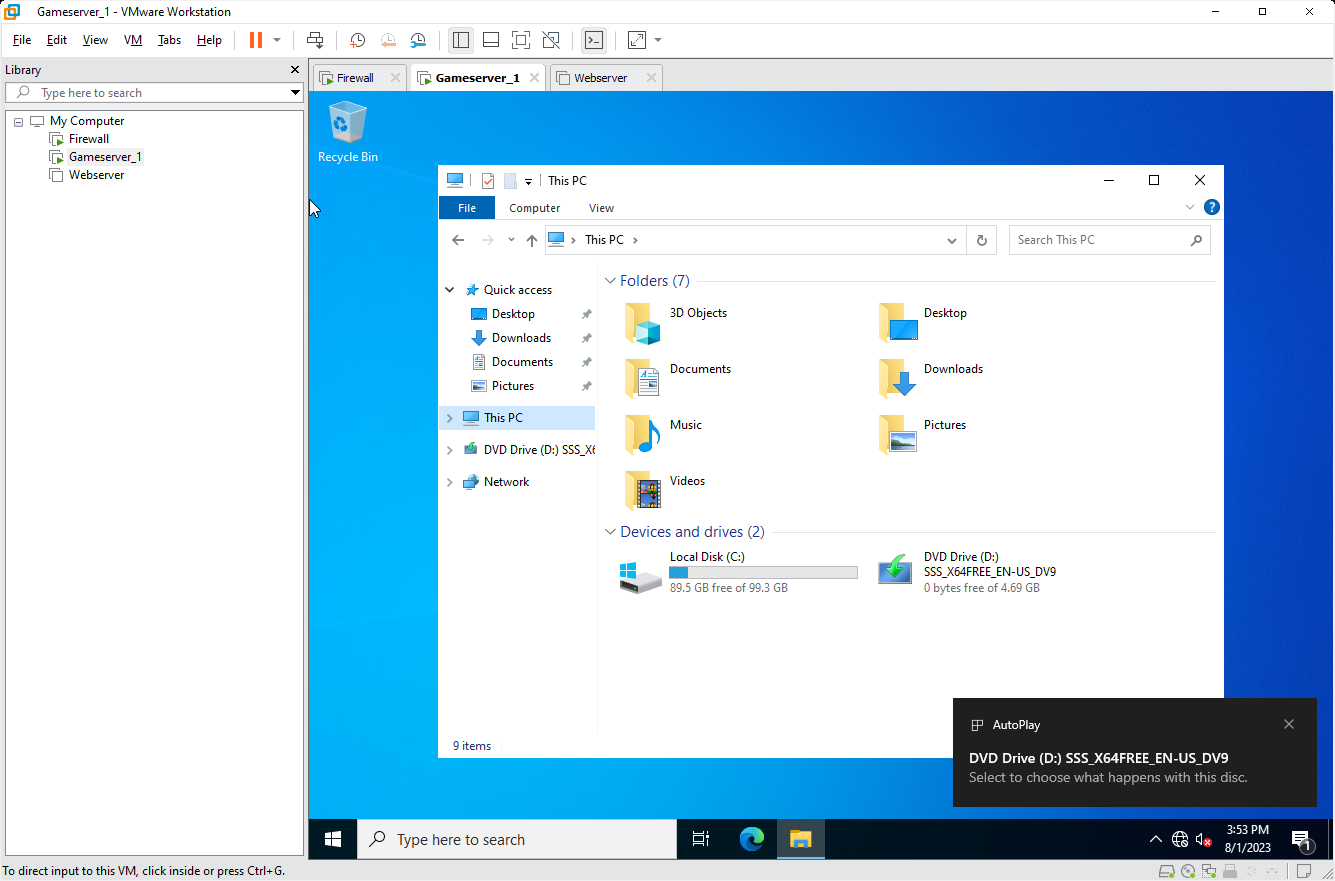 Gameserver_1 - VMware Workstation
File Edit View VM Tabs Help
Library
Type here to search
My Computer
Firewall
Gameserver_1
Webserver
Firewall Gameserver_1 Webserver
Recycle Bin
This PC
File Computer View
This PC
Search This PC
Quick access
Desktop
Downloads
Documents
Pictures
This PC
DVD Drive (D:) SSS_X6
Network
Folders (7)
3D Objects
Desktop
Documents
Downloads
Music
Pictures
Videos
Devices and drives (2)
Local Disk (C:)
89.5 GB free of 99.3 GB
DVD Drive (D:)
SSS_X64FREE_EN-US_DV9
0 bytes free of 4.69 GB
9 items
AutoPlay
DVD Drive (D:) SSS_X64FREE_EN-US_DV9
Select to choose what happens with this disc.
Type here to search
3:53 PM
8/1/2023
1
To direct input to this VM, click inside or press Ctrl+G.